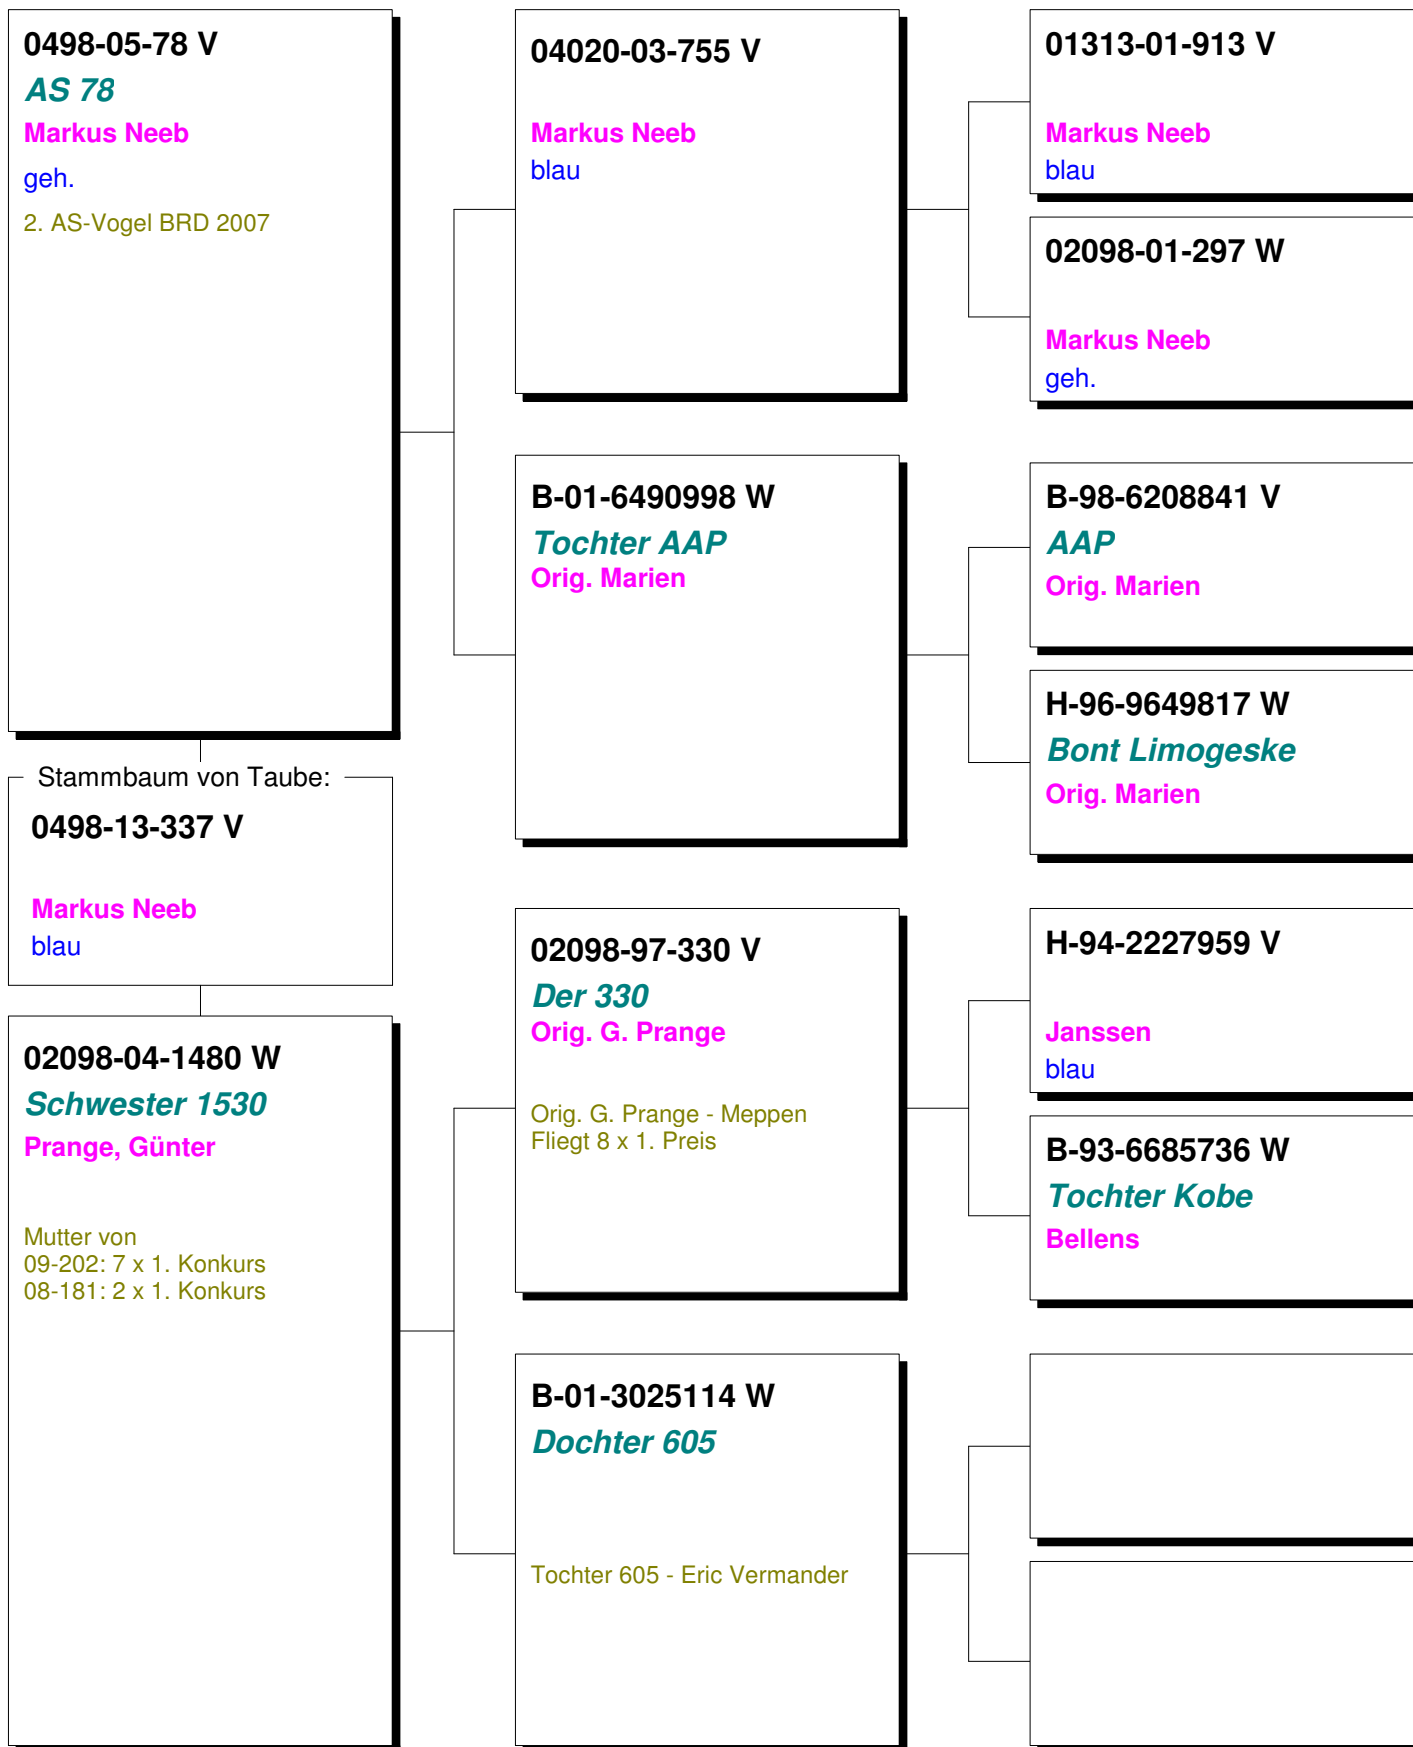 0498-05-78 V
AS 78
Markus Neeb
geh.
2. AS-Vogel BRD 2007
Stammbaum von Taube:
0498-13-337 V
Markus Neeb
blau
02098-04-1480 W
Schwester 1530
Prange, Günter
Mutter von
09-202: 7 x 1. Konkurs
08-181: 2 x 1. Konkurs
04020-03-755 V
Markus Neeb
blau
B-01-6490998 W
Tochter AAP
Orig. Marien
02098-97-330 V
Der 330
Orig. G. Prange
Orig. G. Prange - Meppen
Fliegt 8 x 1. Preis
B-01-3025114 W
Dochter 605
Tochter 605 - Eric Vermander
01313-01-913 V
Markus Neeb
blau
02098-01-297 W
Markus Neeb
geh.
B-98-6208841 V
AAP
Orig. Marien
H-96-9649817 W
Bont Limogeske
Orig. Marien
H-94-2227959 V
Janssen
blau
B-93-6685736 W
Tochter Kobe
Bellens